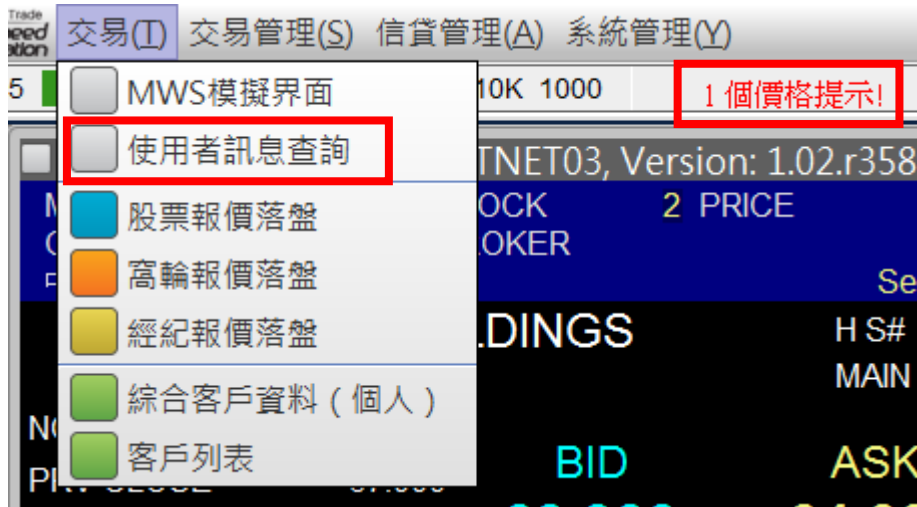 Trade
交易(T) 交易管理(S) 信貸管理(A) 系統管理(Y)
5 10K 1000 1 個價格提示!
MWS模擬界面
使用者訊息查詢
TNET03, Version: 1.02.r358
OCK 2 PRICE
股票報價落盤
OKER
窩輪報價落盤
Se
經紀報價落盤
DINGS H S#
MAIN
綜合客戶資料（個人）
客戶列表
BID ASK